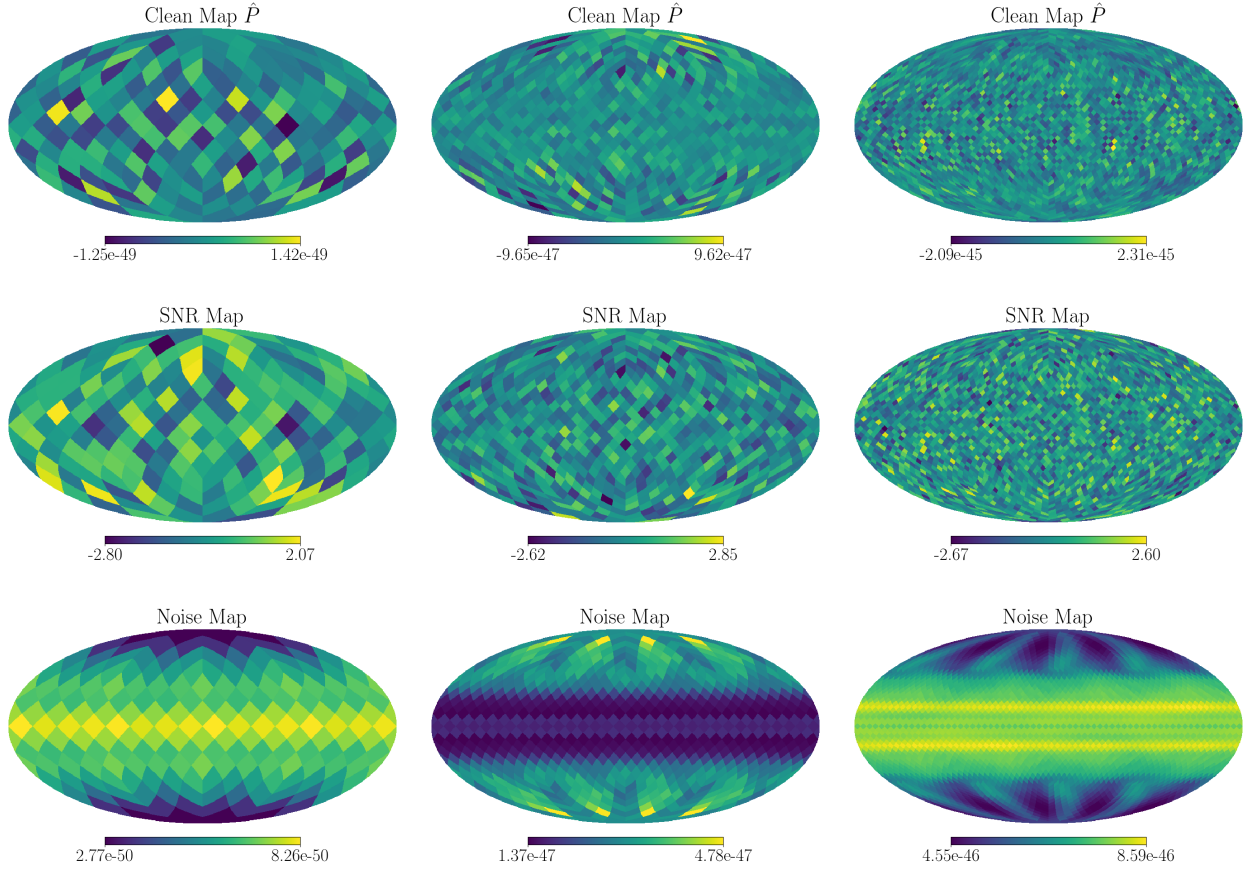 Clean Map P̂ Clean Map P̂ Clean Map P̂
-1.25e-49 1.42e-49 -9.65e-47 9.62e-47 -2.09e-45 2.31e-45
SNR Map SNR Map SNR Map
-2.80 2.07 -2.62 2.85 -2.67 2.60
Noise Map Noise Map Noise Map
2.77e-50 8.26e-50 1.37e-47 4.78e-47 4.55e-46 8.59e-46